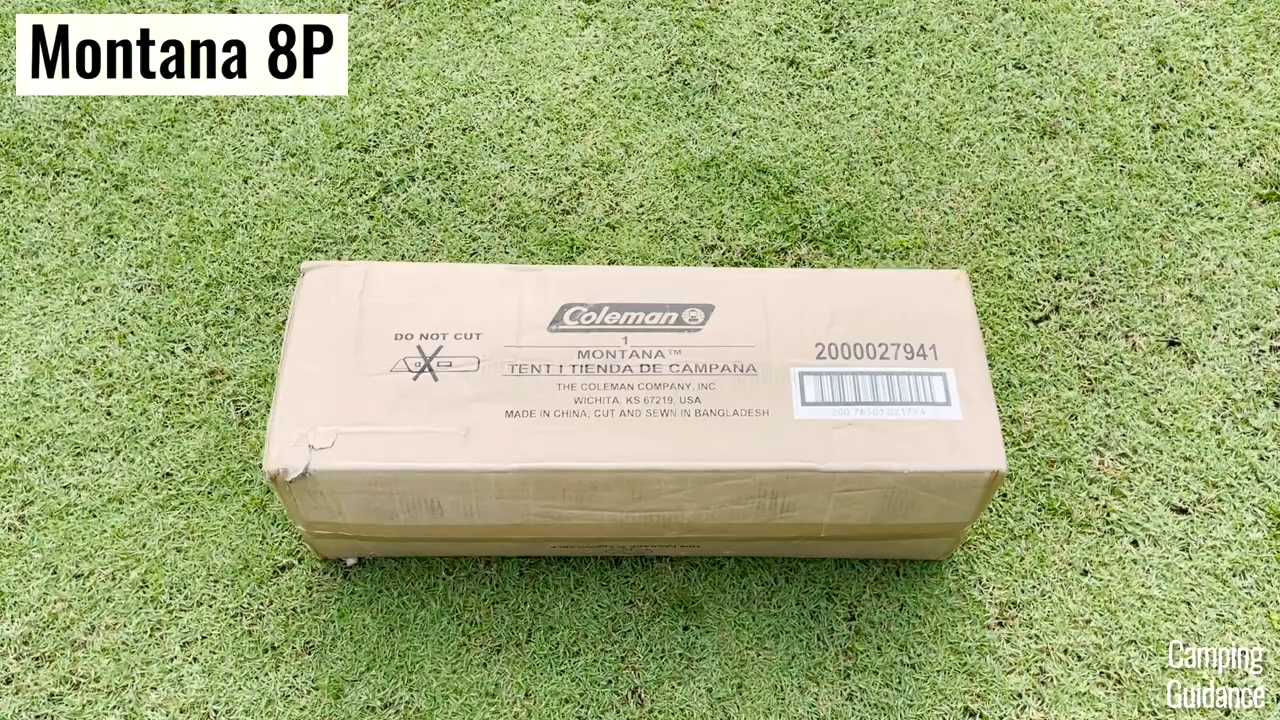 Montana 8P
Coleman
DO NOT CUT
1
MONTANA™
TENT | TIENDA DE CAMPAÑA
THE COLEMAN COMPANY, INC.
WICHITA, KS 67219, USA
MADE IN CHINA, CUT AND SEWN IN BANGLADESH
2000027941
Camping
Guidance